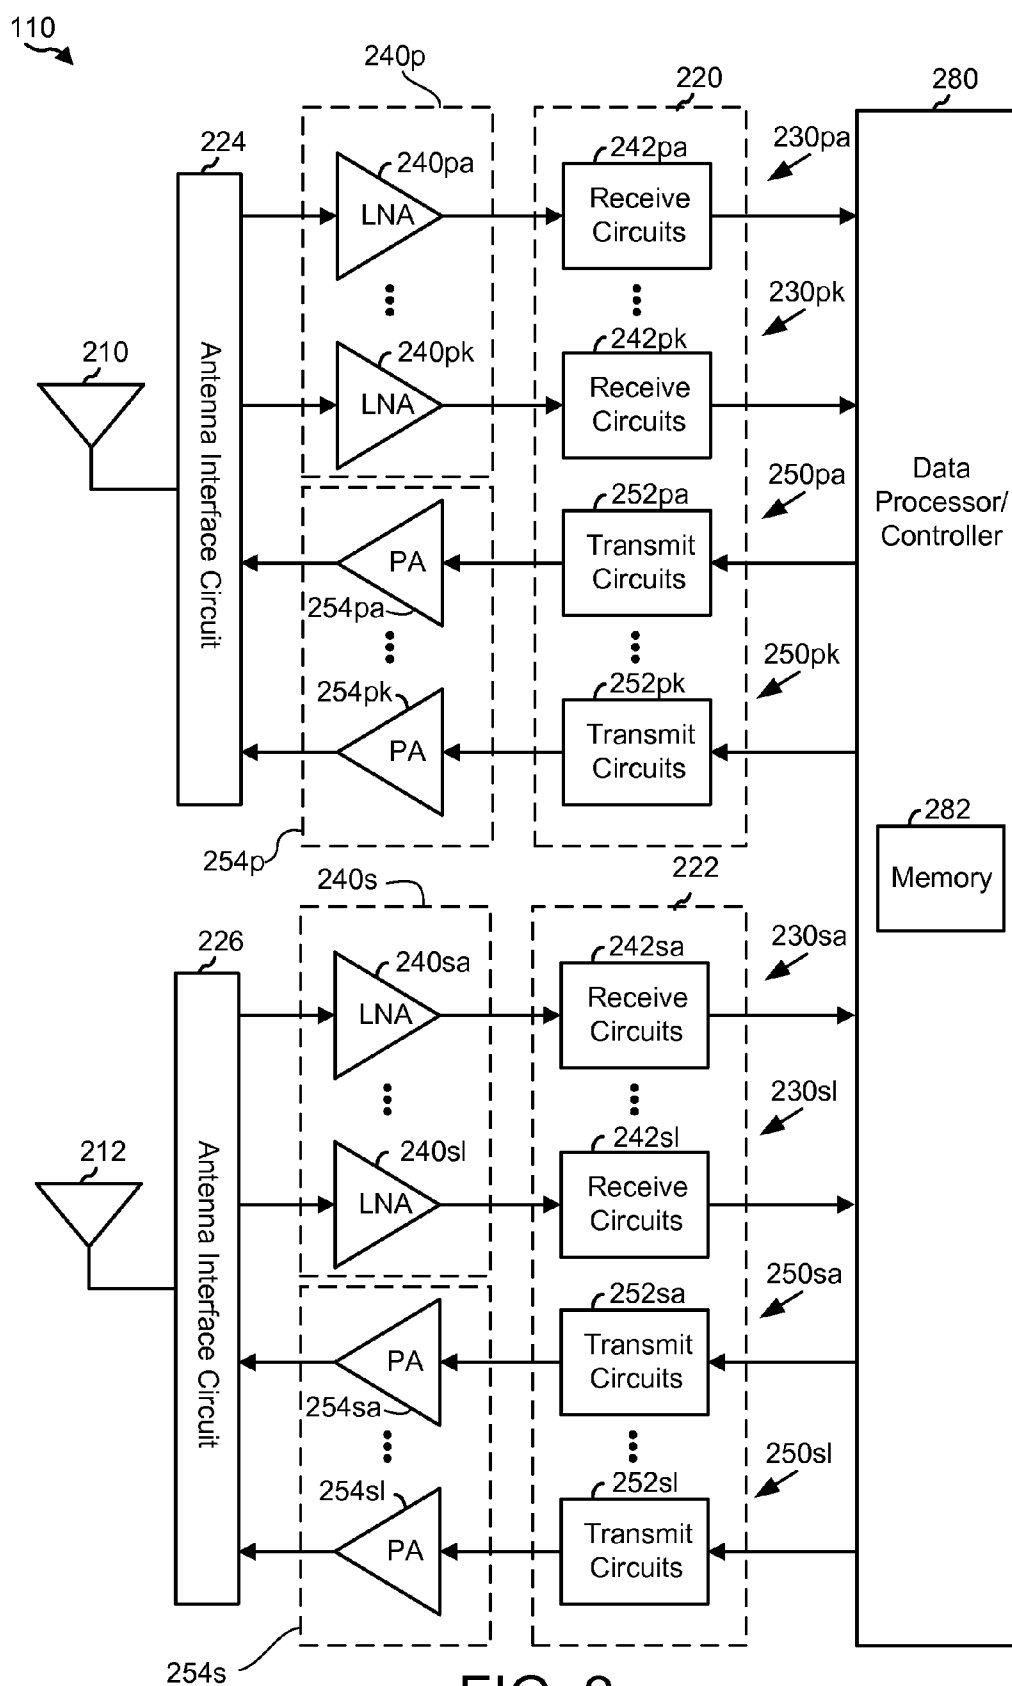 110
240p
220
280
224
240pa
242pa
230pa
LNA
Receive
Circuits
230pk
210
240pk
242pk
LNA
Receive
Circuits
Antenna Interface Circuit
250pa
252pa
Data
Processor/
Controller
PA
Transmit
Circuits
254pa
250pk
254pk
252pk
PA
Transmit
Circuits
282
Memory
254p
240s
222
226
240sa
242sa
230sa
LNA
Receive
Circuits
230sl
212
240sl
242sl
LNA
Receive
Circuits
Antenna Interface Circuit
250sa
252sa
PA
Transmit
Circuits
254sa
250sl
254sl
252sl
PA
Transmit
Circuits
254s